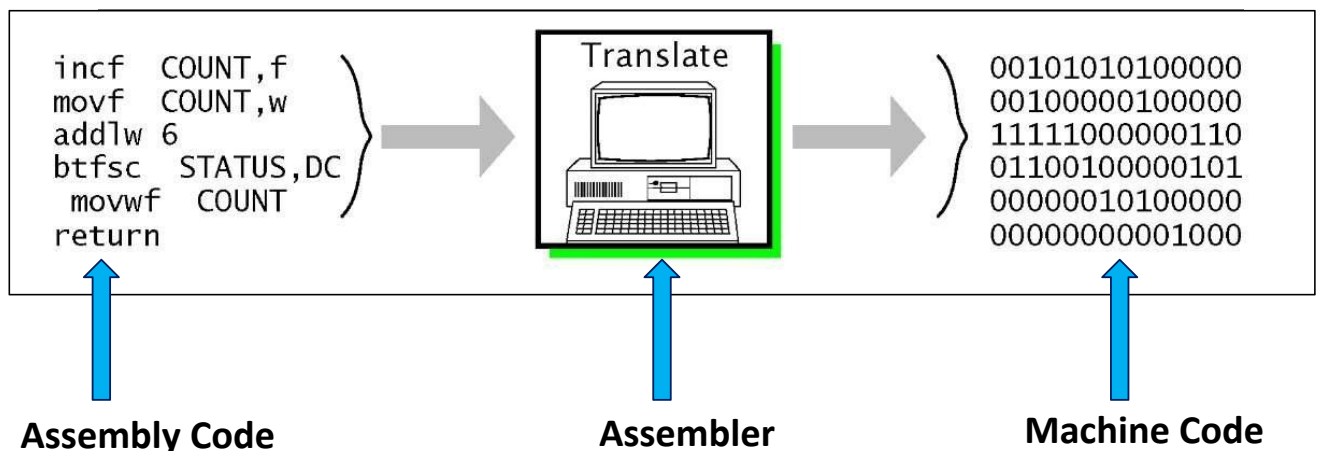 incf COUNT,f
movf COUNT,w
addlw 6
btfsc STATUS,DC
movwf COUNT
return
Translate
00101010100000
00100000100000
11111000000110
01100100000101
00000010100000
00000000001000
Assembly Code
Assembler
Machine Code